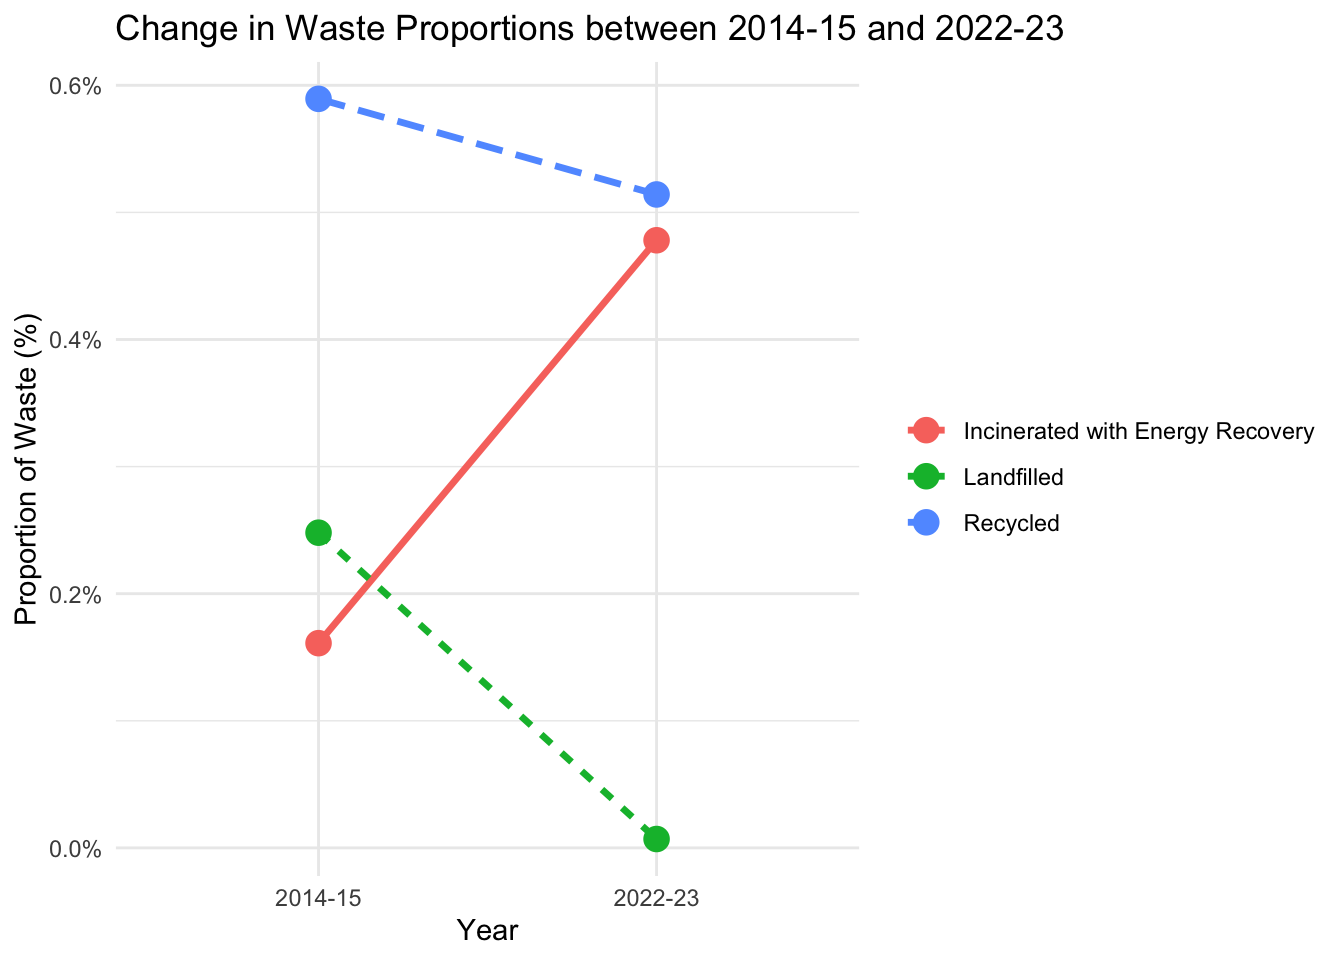 Change in Waste Proportions between 2014-15 and 2022-23
Proportion of Waste (%)
0.6%
0.4%
0.2%
0.0%
2014-15
2022-23
Year
Incinerated with Energy Recovery
Landfilled
Recycled